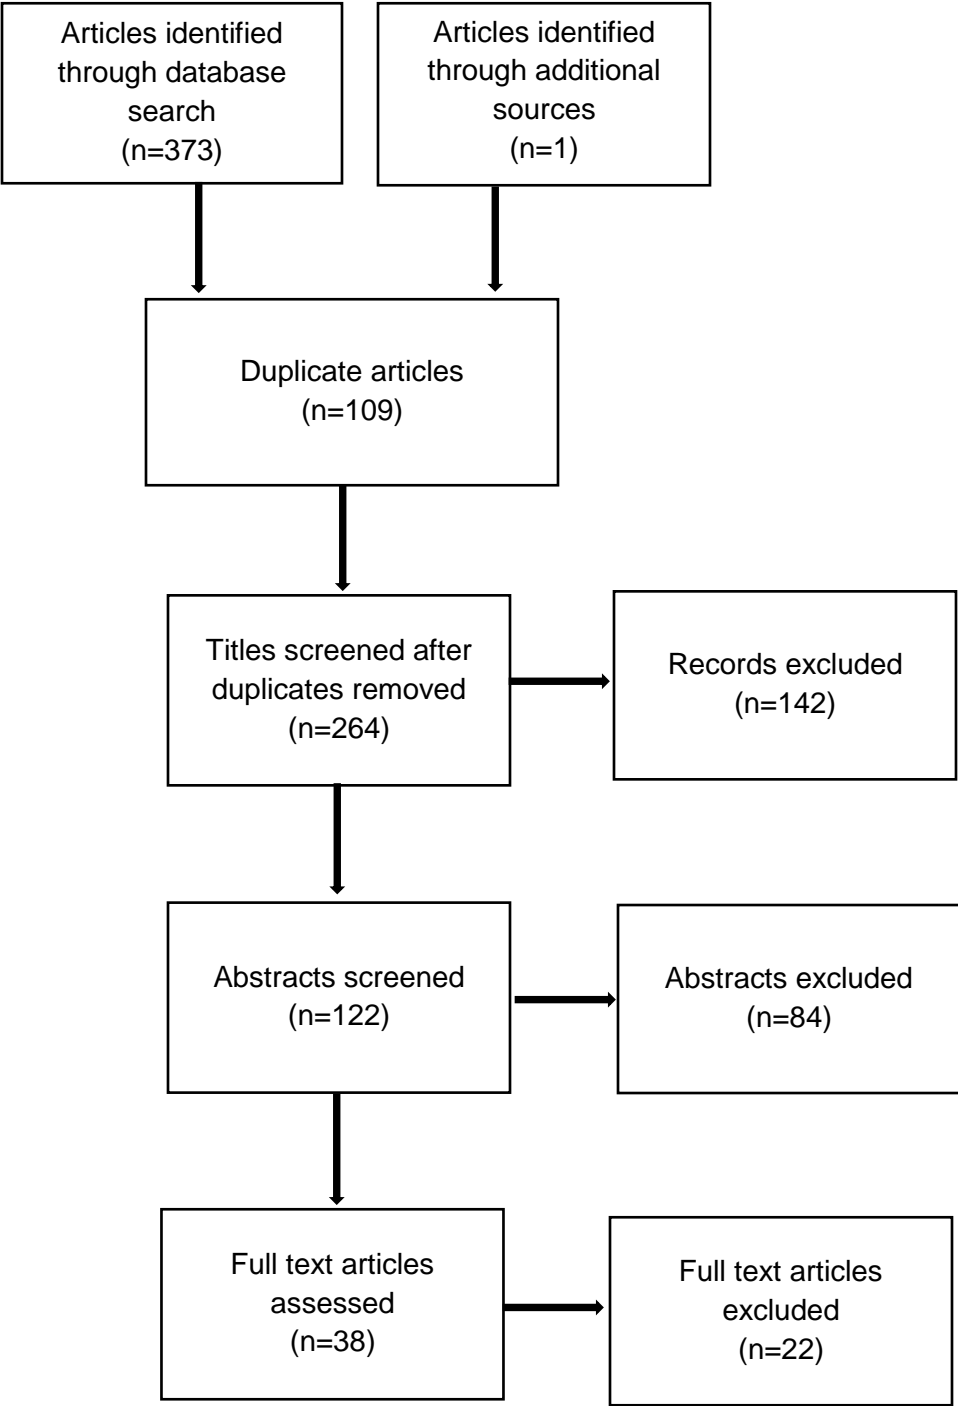 Articles identified
through database
search
(n=373)
Articles identified
through additional
sources
(n=1)
Duplicate articles
(n=109)
Titles screened after
duplicates removed
(n=264)
Records excluded
(n=142)
Abstracts screened
(n=122)
Abstracts excluded
(n=84)
Full text articles
assessed
(n=38)
Full text articles
excluded
(n=22)